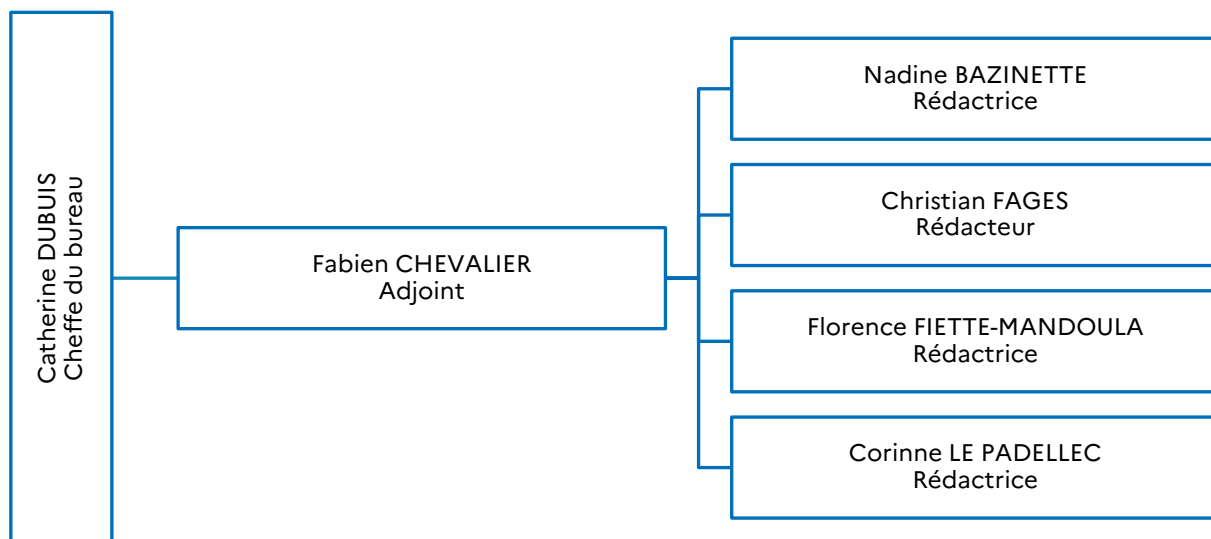 Catherine DUBUIS
Cheffe du bureau
Fabien CHEVALIER
Adjoint
Nadine BAZINETTE
Rédactrice
Christian FAGES
Rédacteur
Florence FIETTE-MANDOULA
Rédactrice
Corinne LE PADELLEC
Rédactrice